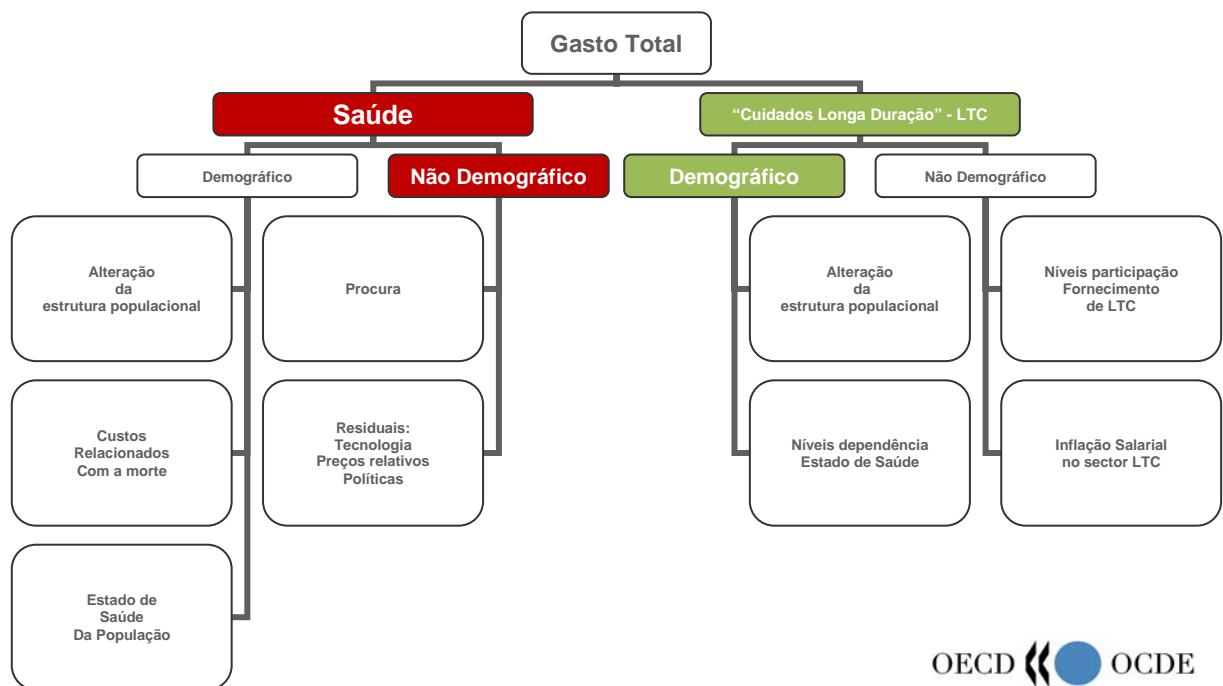 Gasto Total
Saúde
“Cuidados Longa Duração” - LTC
Demográfico
Não Demográfico
Demográfico
Não Demográfico
Alteração
da
estrutura populacional
Procura
Alteração
da
estrutura populacional
Níveis participação
Fornecimento
de LTC
Custos
Relacionados
Com a morte
Residuais:
Tecnologia
Preços relativos
Políticas
Níveis dependência
Estado de Saúde
Inflação Salarial
no sector LTC
Estado de
Saúde
Da População
OECD OCDE